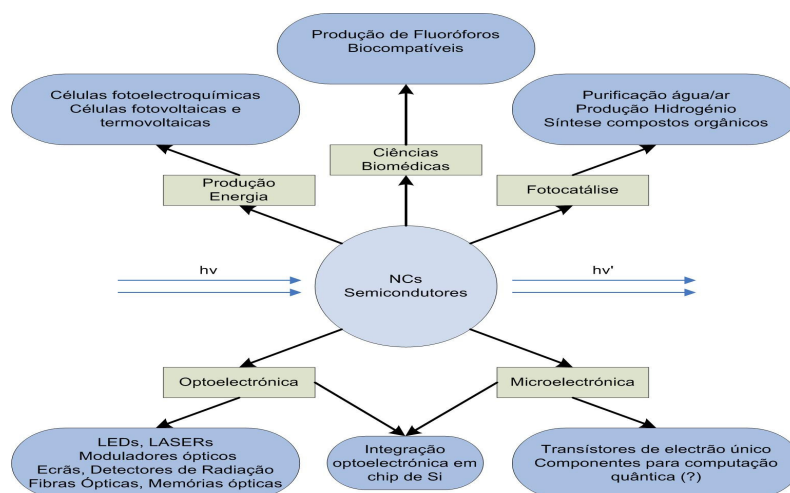 Produção de Fluoróforos
Biocompatíveis
Células fotoelectroquímicas
Células fotovoltaicas e
termovoltaicas
Purificação água/ar
Produção Hidrogénio
Síntese compostos orgânicos
Ciências
Biomédicas
Produção
Energia
Fotocatálise
hν
NCs
Semicondutores
hν'
Optoelectrónica
Microelectrónica
LEDs, LASERs
Moduladores ópticos
Ecrãs, Detectores de Radiação
Fibras Ópticas, Memórias ópticas
Integração
optoelectrónica em
chip de Si
Transístores de electrão único
Componentes para computação
quântica (?)